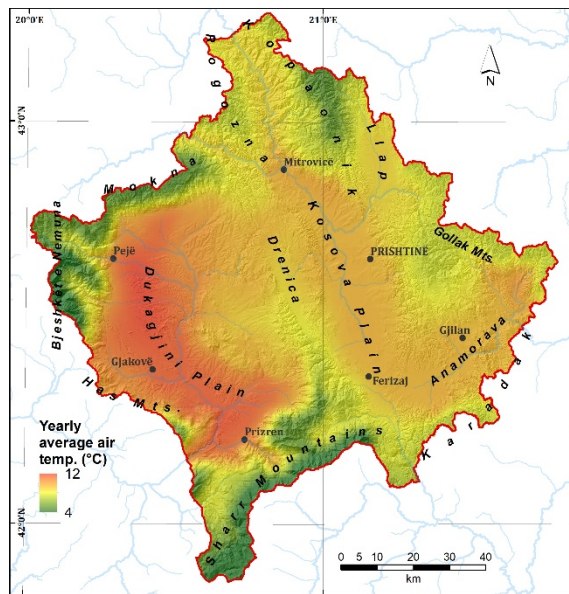 20°0'E
21°0'E
N
43°0'N
Kopaonik
Rogozna
Llap
Mitrovicë
Mokna
Kosova Plain
Gollak Mts.
Bjeshkët e Nemuna
Pejë
Drenica
PRISHTINË
Dukagjini Plain
Gjilan
Anamorava
Gjakovë
Ferizaj
Has Mts.
Karadak
Prizren
Sharr Mountains
Yearly
average air
temp. (°C)
12
4
42°0'N
0 5 10 20 30 40
km